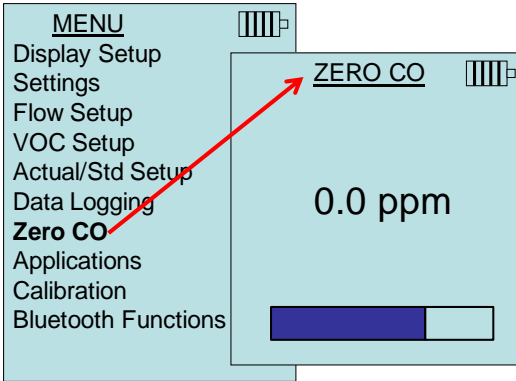 MENU
Display Setup
Settings
Flow Setup
VOC Setup
Actual/Std Setup
Data Logging
Zero CO
Applications
Calibration
Bluetooth Functions
ZERO CO
0.0 ppm